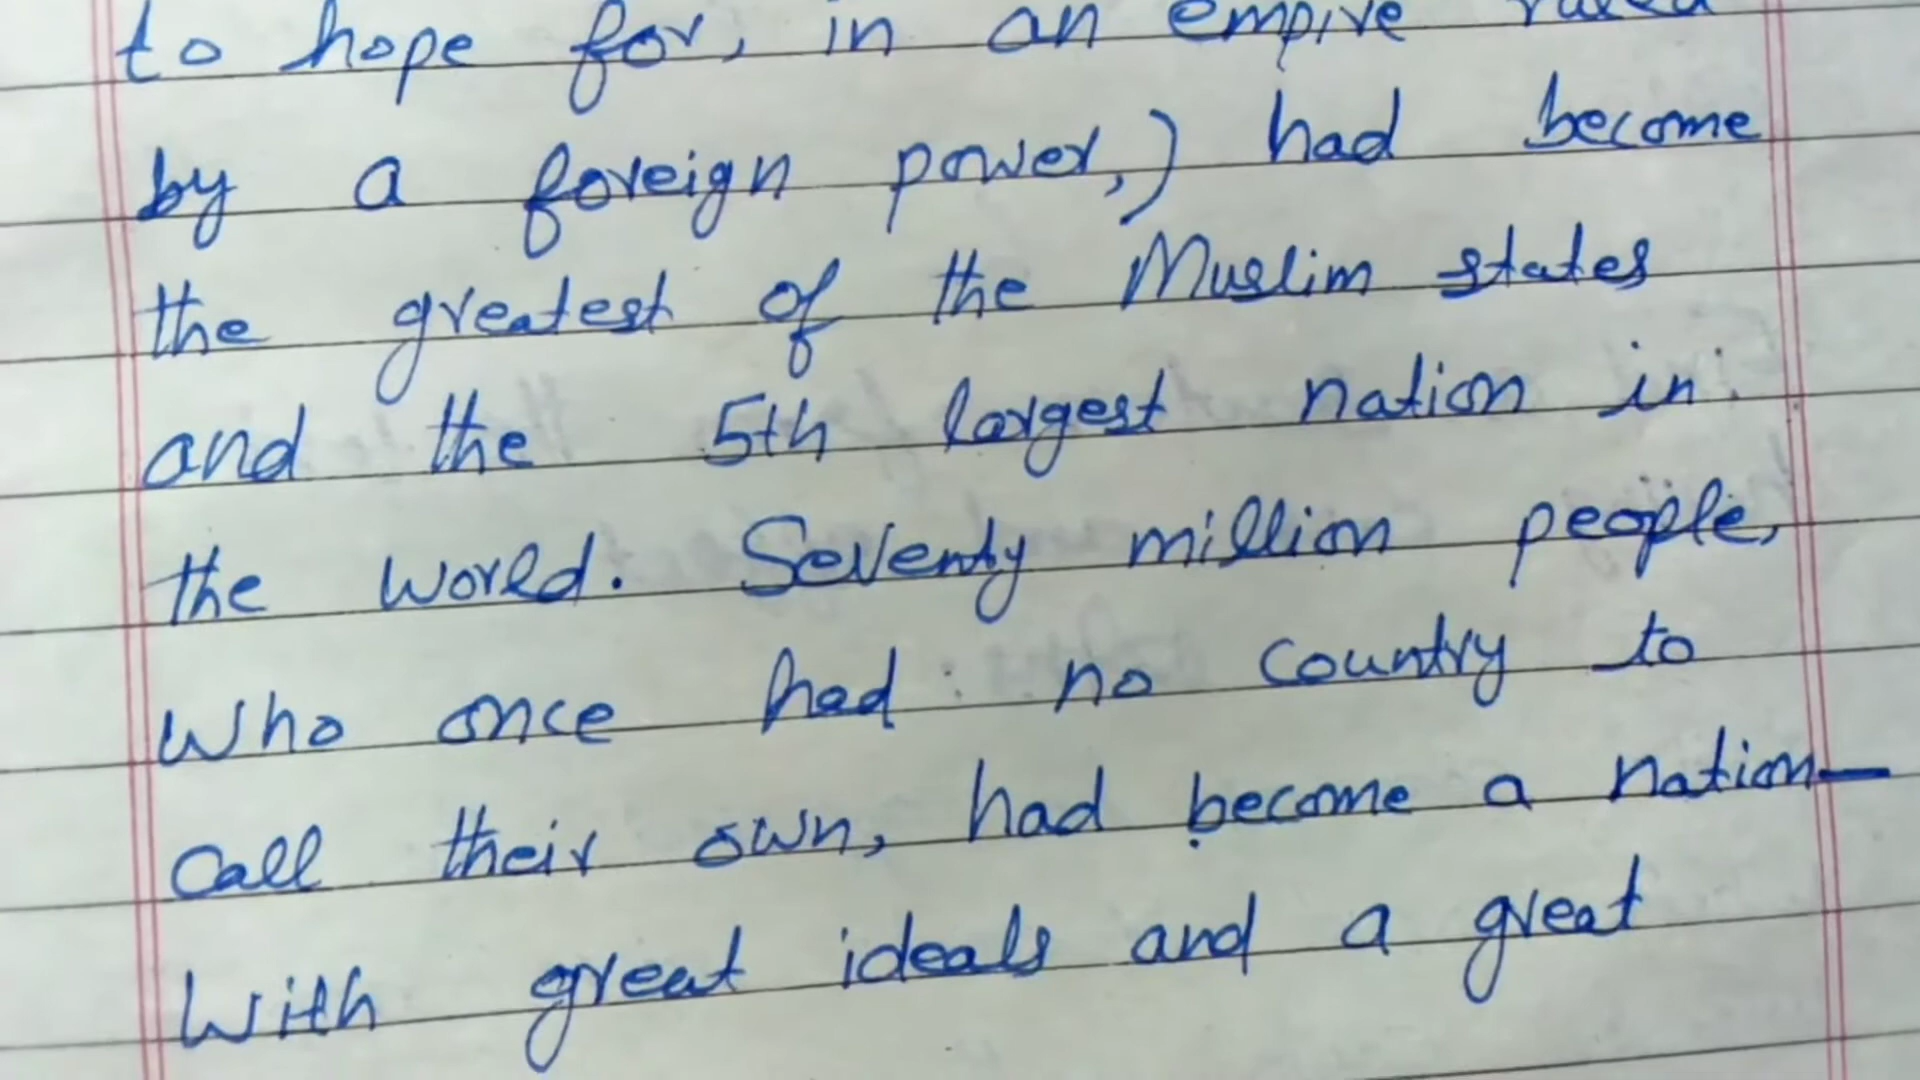 to hope for, in an empire ruled
by a foreign power,) had become
the greatest of the Muslim states
and the 5th largest nation in
the world. Seventy million people,
who once had no country to
call their own, had become a nation—
with great ideals and a great